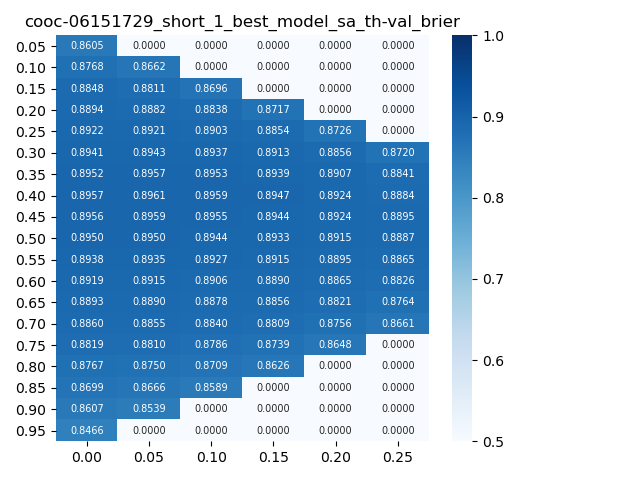 cooc-06151729_short_1_best_model_sa_th-val_brier
0.05 0.8605 0.0000 0.0000 0.0000 0.0000 0.0000
0.10 0.8768 0.8662 0.0000 0.0000 0.0000 0.0000
0.15 0.8848 0.8811 0.8696 0.0000 0.0000 0.0000
0.20 0.8894 0.8882 0.8838 0.8717 0.0000 0.0000
0.25 0.8922 0.8921 0.8903 0.8854 0.8726 0.0000
0.30 0.8941 0.8943 0.8937 0.8913 0.8856 0.8720
0.35 0.8952 0.8957 0.8953 0.8939 0.8907 0.8841
0.40 0.8957 0.8961 0.8959 0.8947 0.8924 0.8884
0.45 0.8956 0.8959 0.8955 0.8944 0.8924 0.8895
0.50 0.8950 0.8950 0.8944 0.8933 0.8915 0.8887
0.55 0.8938 0.8935 0.8927 0.8915 0.8895 0.8865
0.60 0.8919 0.8915 0.8906 0.8890 0.8865 0.8826
0.65 0.8893 0.8890 0.8878 0.8856 0.8821 0.8764
0.70 0.8860 0.8855 0.8840 0.8809 0.8756 0.8661
0.75 0.8819 0.8810 0.8786 0.8739 0.8648 0.0000
0.80 0.8767 0.8750 0.8709 0.8626 0.0000 0.0000
0.85 0.8699 0.8666 0.8589 0.0000 0.0000 0.0000
0.90 0.8607 0.8539 0.0000 0.0000 0.0000 0.0000
0.95 0.8466 0.0000 0.0000 0.0000 0.0000 0.0000
0.00 0.05 0.10 0.15 0.20 0.25
1.0
0.9
0.8
0.7
0.6
0.5